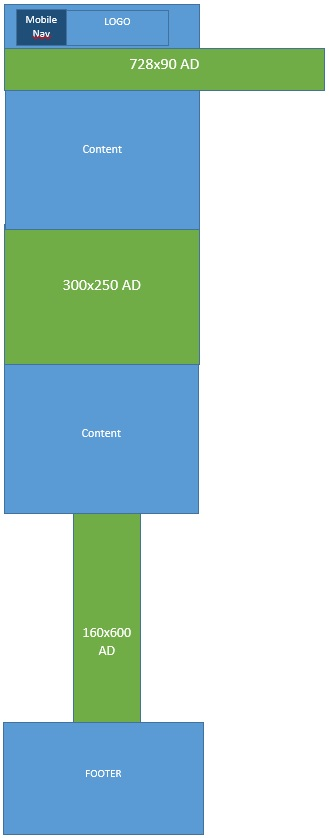 Mobile
Nav
LOGO
728x90 AD
Content
300x250 AD
Content
160x600
AD
FOOTER